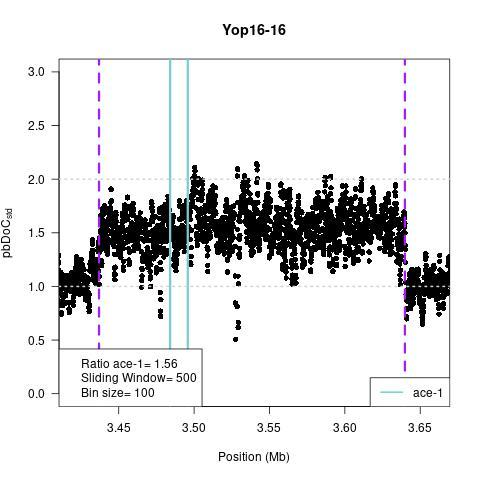 Yop16-16
pbDoCstd
3.0
2.5
2.0
1.5
1.0
0.5
0.0
Ratio ace-1= 1.56
Sliding Window= 500
Bin size= 100
ace-1
3.45 3.50 3.55 3.60 3.65
Position (Mb)